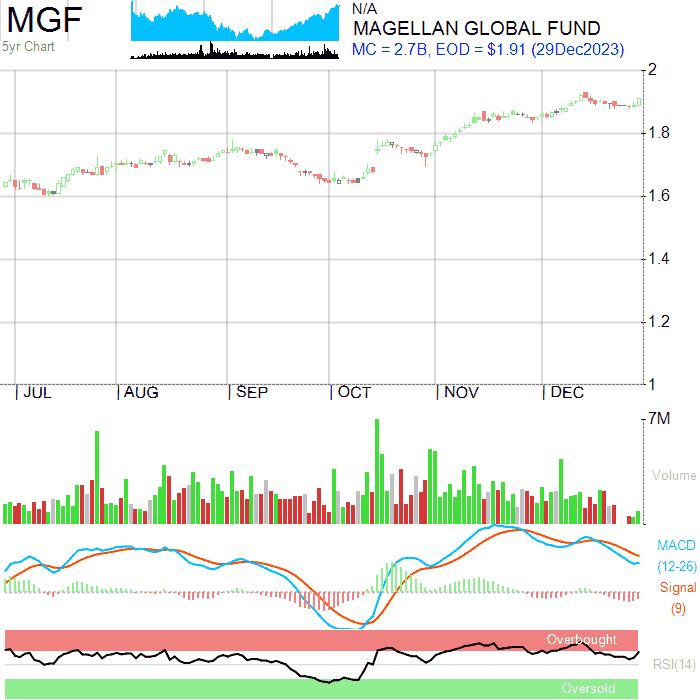 MGF
5yr Chart
N/A
MAGELLAN GLOBAL FUND
MC = 2.7B, EOD = $1.91 (29Dec2023)
2
1.8
1.6
1.4
1.2
1
| JUL | AUG | SEP | OCT | NOV | DEC
7M
Volume
MACD
(12-26)
Signal
(9)
Overbought
RSI(14)
Oversold